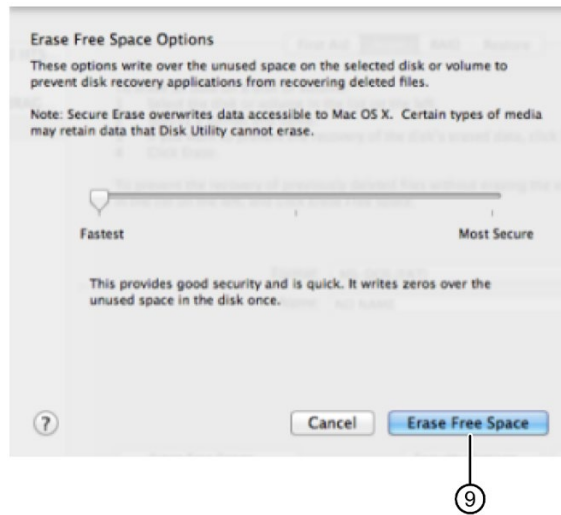 Erase Free Space Options
These options write over the unused space on the selected disk or volume to
prevent disk recovery applications from recovering deleted files.
Note: Secure Erase overwrites data accessible to Mac OS X. Certain types of media
may retain data that Disk Utility cannot erase.
Fastest
Most Secure
This provides good security and is quick. It writes zeros over the
unused space in the disk once.
?
Cancel
Erase Free Space
9